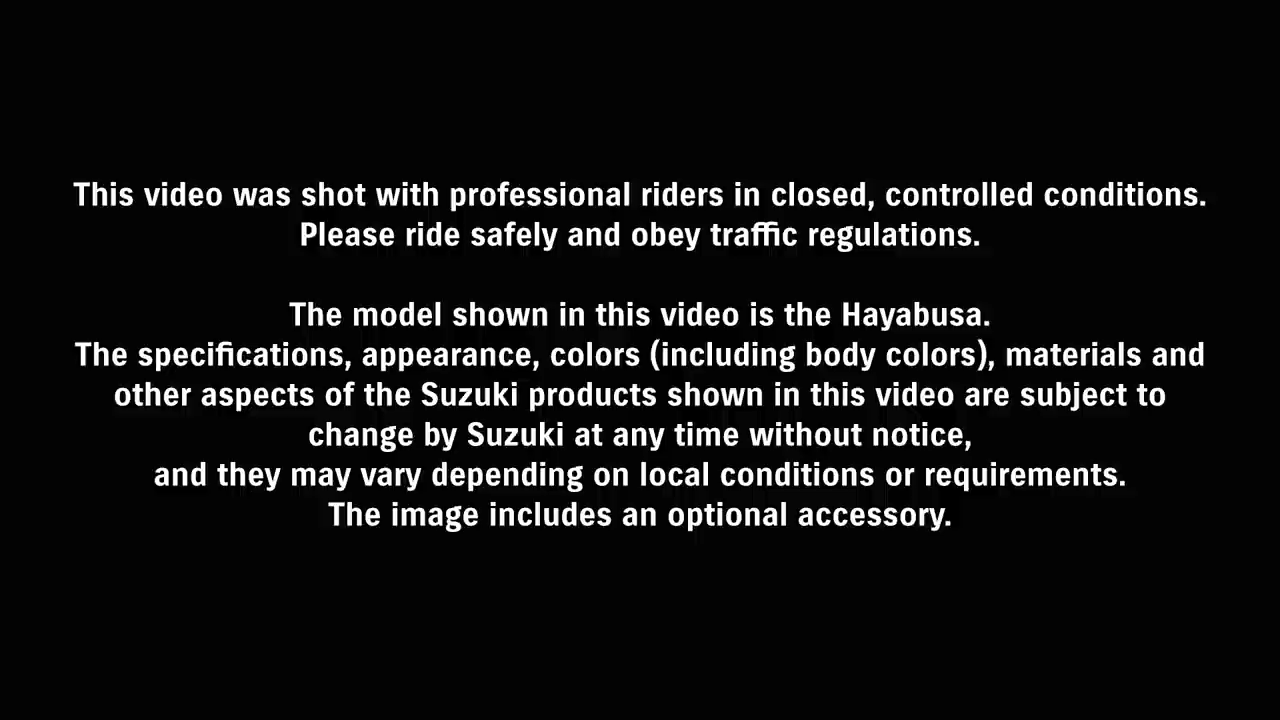 This video was shot with professional riders in closed, controlled conditions.
Please ride safely and obey traffic regulations.
The model shown in this video is the Hayabusa.
The specifications, appearance, colors (including body colors), materials and
other aspects of the Suzuki products shown in this video are subject to
change by Suzuki at any time without notice,
and they may vary depending on local conditions or requirements.
The image includes an optional accessory.